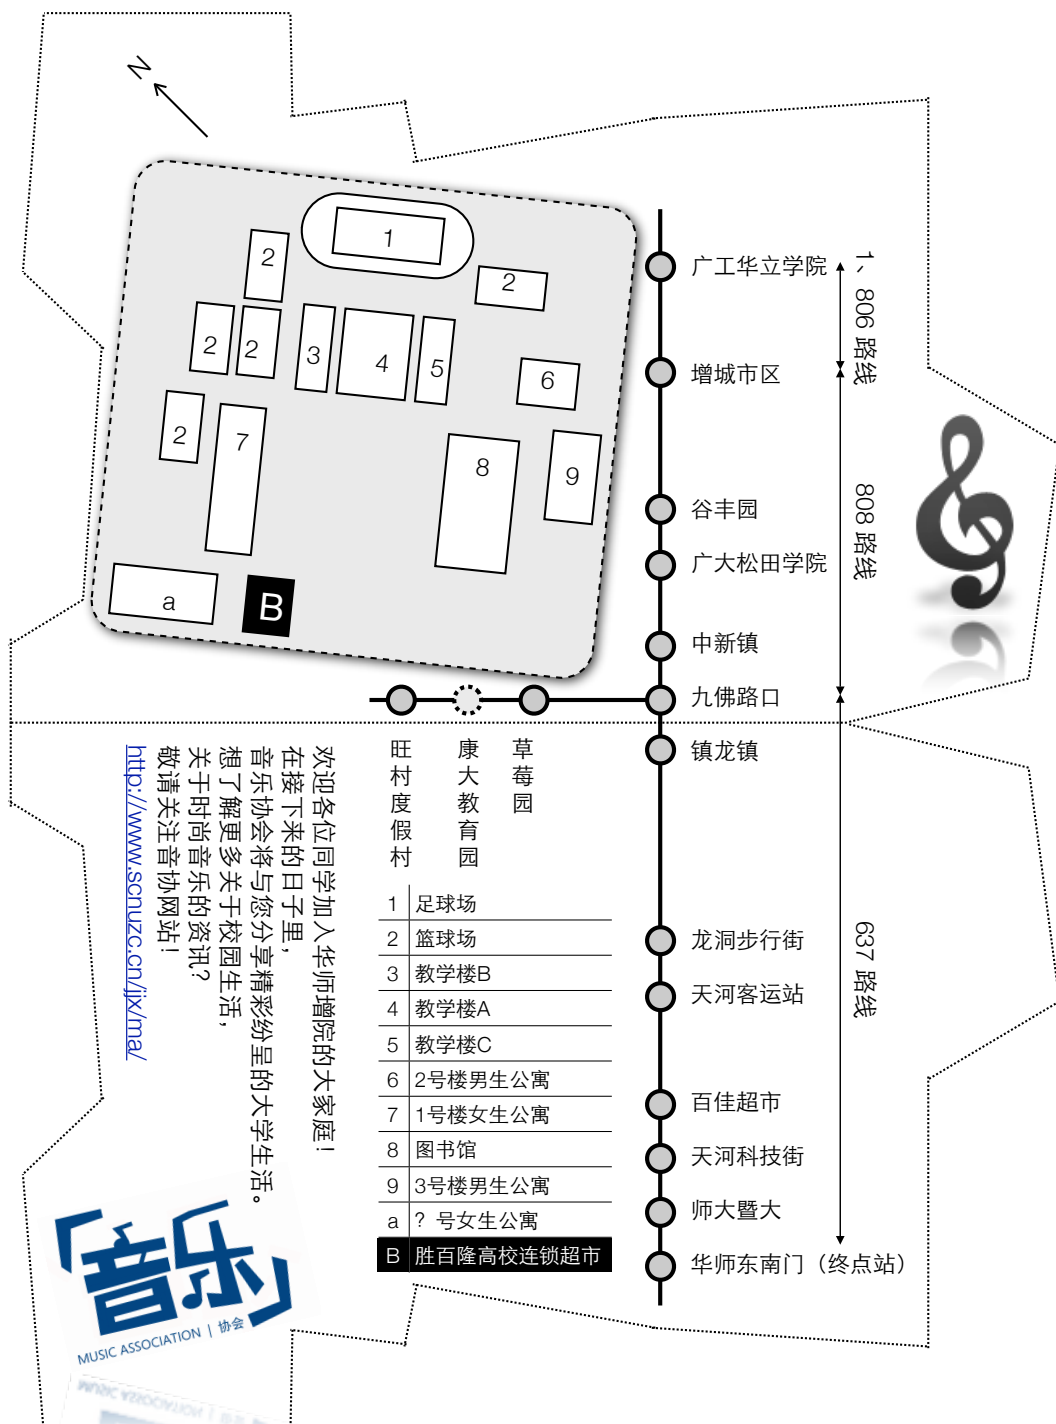 N
1
2
2
2
2
3
4
5
6
2
7
8
9
a
B
广工华立学院
增城市区
谷丰园
广大松田学院
中新镇
九佛路口
镇龙镇
龙洞步行街
天河客运站
百佳超市
天河科技街
师大暨大
华师东南门（终点站）
1、806 路线
808 路线
637 路线
旺村度假村
康大教育园
草莓园
欢迎各位同学加入华师增院的大家庭！
在接下来的日子里，
音乐协会将与您分享精彩纷呈的大学生活。
想了解更多关于校园生活，
关于时尚音乐的资讯？
敬请关注音协网站！
http://www.scnuzc.cn/jjx/ma/
1 足球场
2 篮球场
3 教学楼B
4 教学楼A
5 教学楼C
6 2号楼男生公寓
7 1号楼女生公寓
8 图书馆
9 3号楼男生公寓
a ？号女生公寓
B 胜百隆高校连锁超市
「音乐」
MUSIC ASSOCIATION | 协会